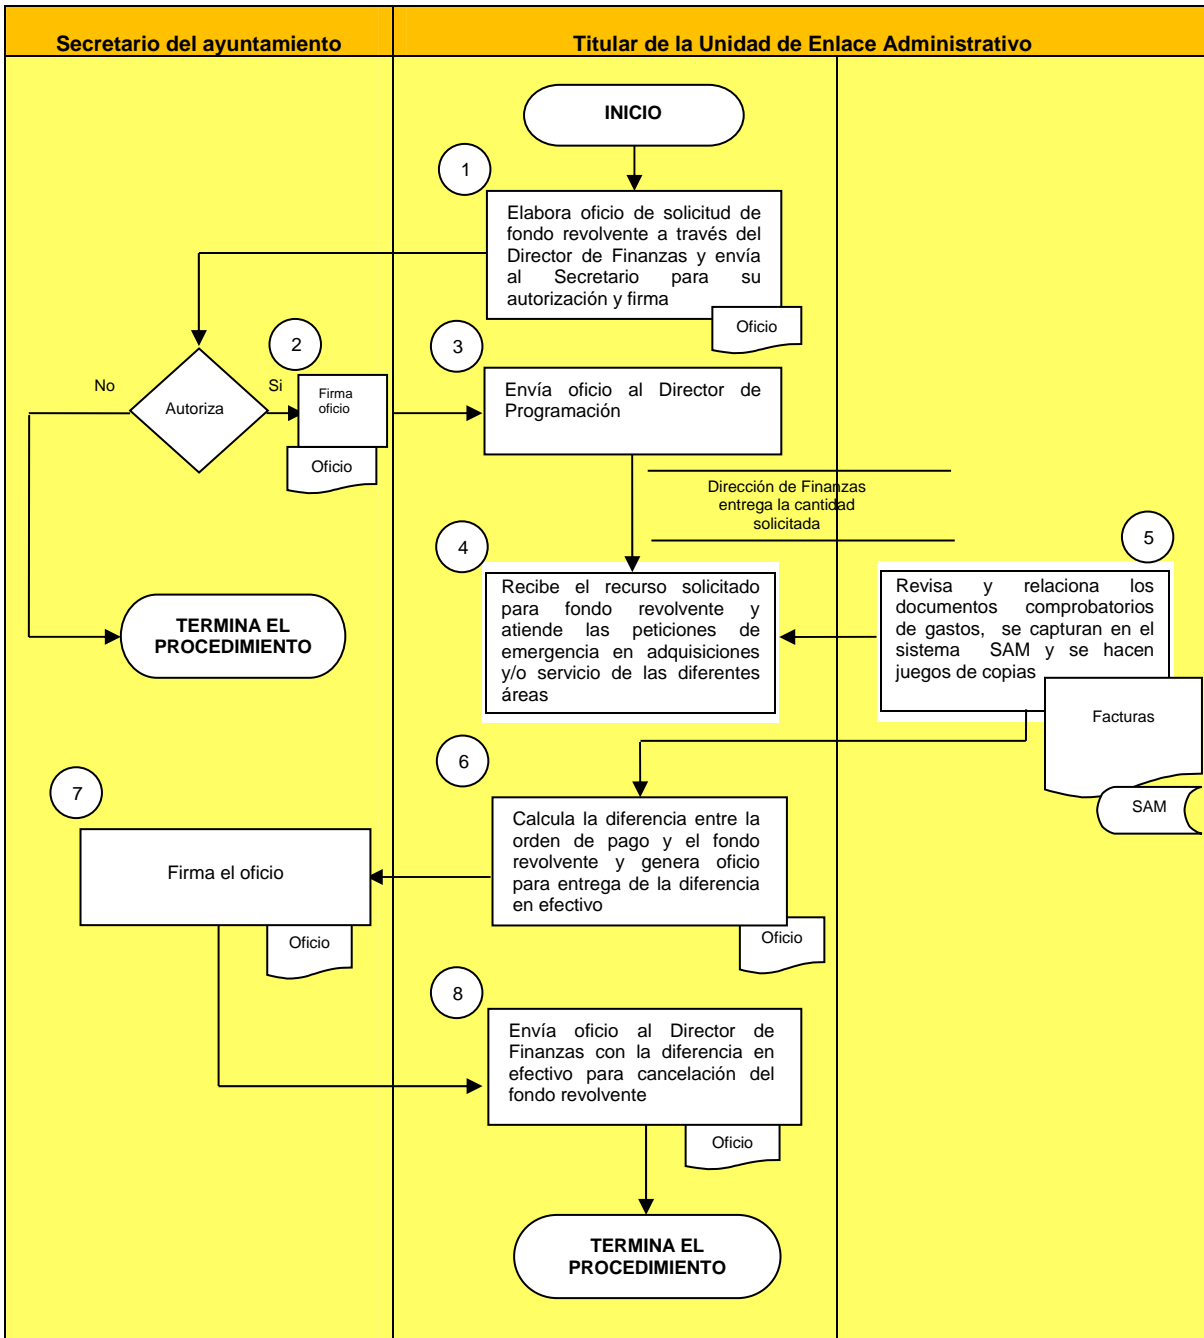 Secretario del ayuntamiento
Titular de la Unidad de Enlace Administrativo
INICIO
1
Elabora oficio de solicitud de
fondo revolvente a través del
Director de Finanzas y envía
al Secretario para su
autorización y firma
Oficio
No
Autoriza
Si
2
Firma
oficio
Oficio
3
Envía oficio al Director de
Programación
Dirección de Finanzas
entrega la cantidad
solicitada
TERMINA EL
PROCEDIMIENTO
4
Recibe el recurso solicitado
para fondo revolvente y
atiende las peticiones de
emergencia en adquisiciones
y/o servicio de las diferentes
áreas
5
Revisa y relaciona los
documentos comprobatorios
de gastos, se capturan en el
sistema SAM y se hacen
juegos de copias
Facturas
SAM
6
Calcula la diferencia entre la
orden de pago y el fondo
revolvente y genera oficio
para entrega de la diferencia
en efectivo
Oficio
7
Firma el oficio
Oficio
8
Envía oficio al Director de
Finanzas con la diferencia en
efectivo para cancelación del
fondo revolvente
Oficio
TERMINA EL
PROCEDIMIENTO